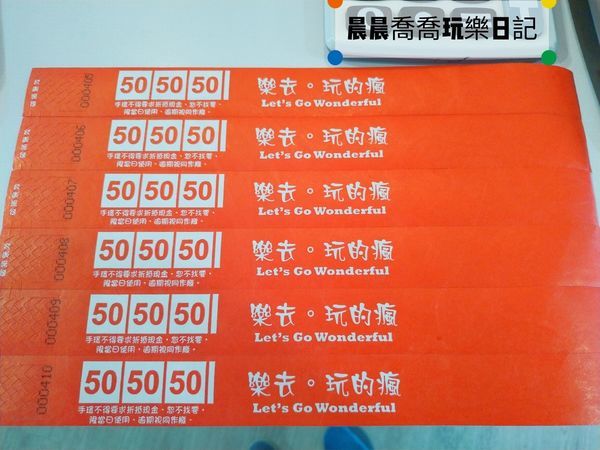 晨晨喬喬玩樂日記
000405
50 50 50
手環不得要求折抵現金、恕不找零。
限當日使用、逾期視同作廢。
樂去。玩的瘋
Let's Go Wonderful
000406
50 50 50
手環不得要求折抵現金、恕不找零。
限當日使用、逾期視同作廢。
樂去。玩的瘋
Let's Go Wonderful
000407
50 50 50
手環不得要求折抵現金、恕不找零。
限當日使用、逾期視同作廢。
樂去。玩的瘋
Let's Go Wonderful
000408
50 50 50
手環不得要求折抵現金、恕不找零。
限當日使用、逾期視同作廢。
樂去。玩的瘋
Let's Go Wonderful
000409
50 50 50
手環不得要求折抵現金、恕不找零。
限當日使用、逾期視同作廢。
樂去。玩的瘋
Let's Go Wonderful
000410
50 50 50
手環不得要求折抵現金、恕不找零。
限當日使用、逾期視同作廢。
樂去。玩的瘋
Let's Go Wonderful